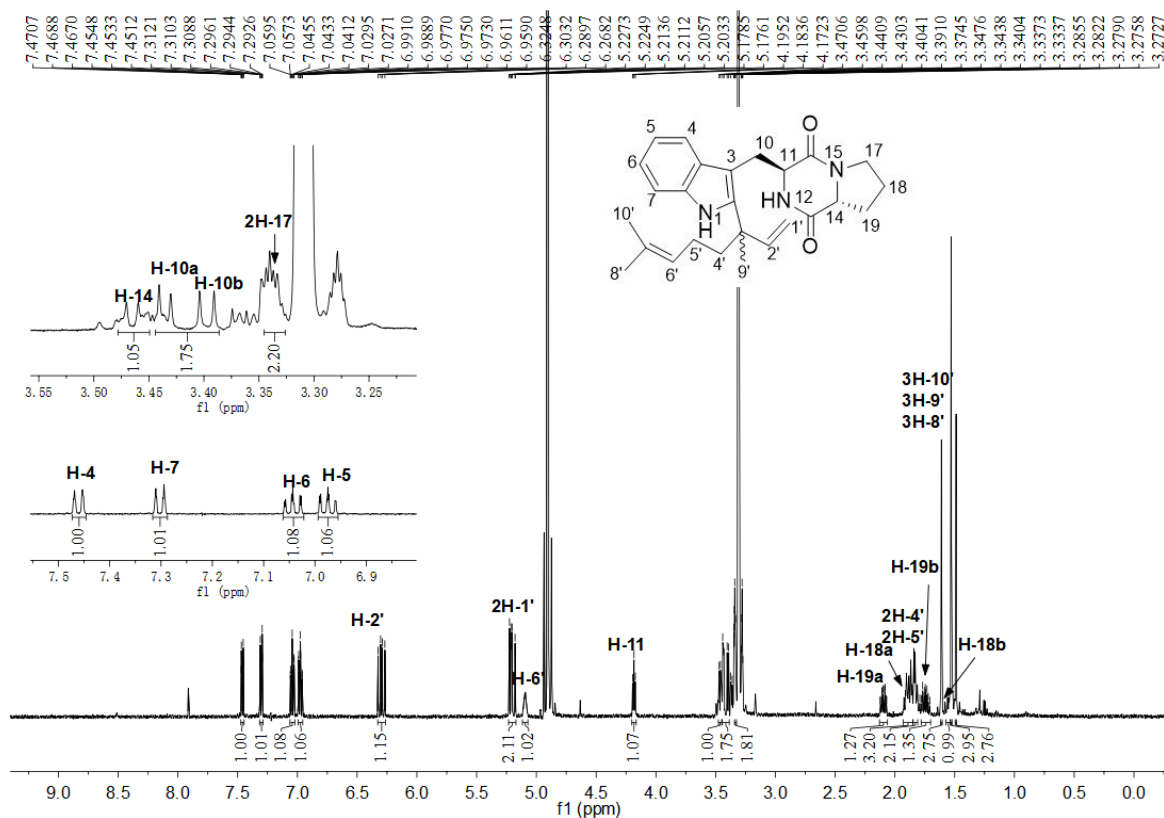 7.4707 7.4688 7.4670 7.4548 7.4533 7.4512 7.3121 7.3103 7.3088 7.2961 7.2944 7.2926 7.0595 7.0573 7.0455 7.0433 7.0412 7.0295 7.0271 6.9910 6.9889 6.9770 6.9750 6.9730 6.9611 6.9590 6.3248 6.3032 6.2897 6.2682 5.2273 5.2249 5.2136 5.2112 5.2057 5.2033 5.1785 5.1761 4.1952 4.1836 4.1723 3.4706 3.4598 3.4409 3.4303 3.4041 3.3910 3.3745 3.3476 3.3438 3.3404 3.3373 3.3337 3.2855 3.2822 3.2790 3.2758 3.2727
O
10
4
5
3
11
15
17
N
6
18
12
NH
7
N
H
1
14
19
10'
1'
O
5'
2'
4'
9'
8'
6'
2H-17
H-10a
H-10b
H-14
1.05
1.75
2.20
3.55 3.50 3.45 3.40 3.35 3.30 3.25
f1 (ppm)
3H-10'
3H-9'
3H-8'
H-4
H-7
H-6
H-5
1.00
1.01
1.08
1.06
7.5 7.4 7.3 7.2 7.1 7.0 6.9
f1 (ppm)
H-19b
2H-4'
2H-5'
H-2'
2H-1'
H-6'
H-11
H-18a
H-18b
H-19a
1.00
1.01
1.08
1.06
1.15
2.11
1.02
1.07
1.00
1.75
1.81
1.27
3.20
2.15
1.35
2.75
0.99
2.95
2.76
9.0 8.5 8.0 7.5 7.0 6.5 6.0 5.5 5.0 4.5 4.0 3.5 3.0 2.5 2.0 1.5 1.0 0.5 0.0
f1 (ppm)